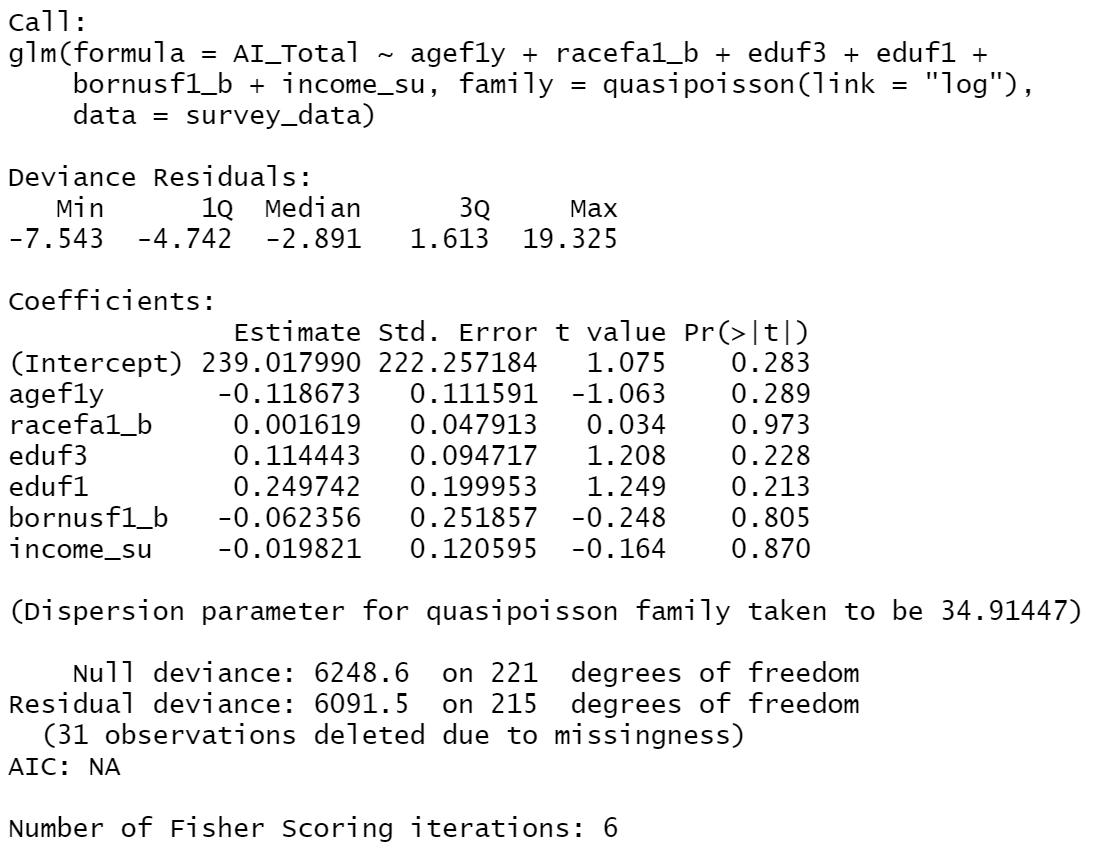 Call:
glm(formula = AI_Total ~ agef1y + racefa1_b + eduf3 + eduf1 +
    bornusf1_b + income_su, family = quasipoisson(link = "log"),
    data = survey_data)

Deviance Residuals:
   Min      1Q  Median      3Q     Max
-7.543  -4.742  -2.891   1.613  19.325

Coefficients:
              Estimate Std. Error t value Pr(>|t|)
(Intercept) 239.017990 222.257184   1.075    0.283
agef1y       -0.118673   0.111591  -1.063    0.289
racefa1_b     0.001619   0.047913   0.034    0.973
eduf3         0.114443   0.094717   1.208    0.228
eduf1         0.249742   0.199953   1.249    0.213
bornusf1_b   -0.062356   0.251857  -0.248    0.805
income_su    -0.019821   0.120595  -0.164    0.870

(Dispersion parameter for quasipoisson family taken to be 34.91447)

    Null deviance: 6248.6  on 221  degrees of freedom
Residual deviance: 6091.5  on 215  degrees of freedom
  (31 observations deleted due to missingness)
AIC: NA

Number of Fisher Scoring iterations: 6